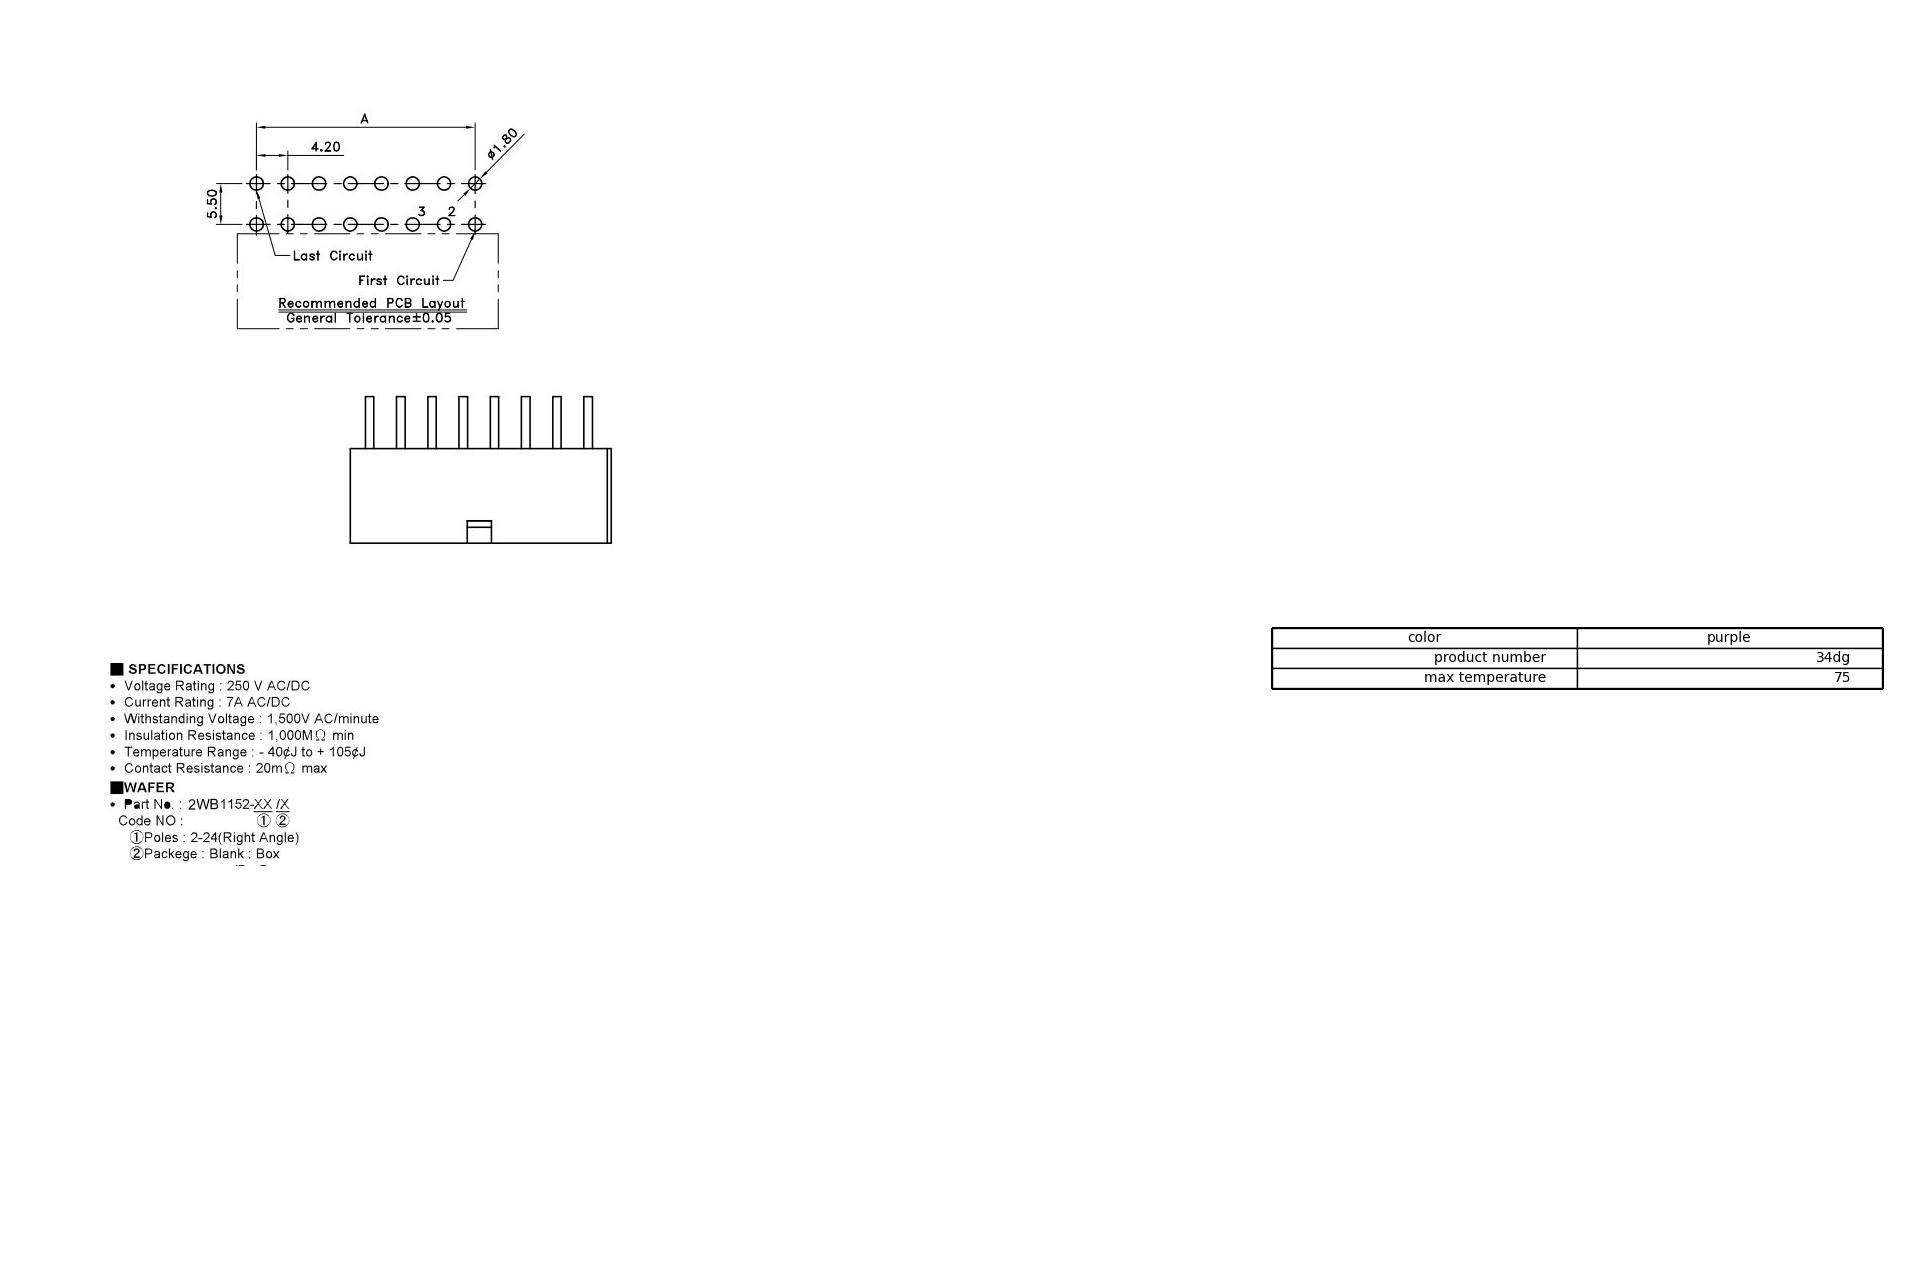 A
4.20
ø1.80
5.50
3 2
Last Circuit
First Circuit
Recommended PCB Layout
General Tolerance±0.05
color purple
product number 34dg
max temperature 75
■ SPECIFICATIONS
• Voltage Rating : 250 V AC/DC
• Current Rating : 7A AC/DC
• Withstanding Voltage : 1,500V AC/minute
• Insulation Resistance : 1,000MΩ min
• Temperature Range : - 40¢J to + 105¢J
• Contact Resistance : 20mΩ max
■WAFER
• Part No. : 2WB1152-XX /X
Code NO : ① ②
①Poles : 2-24(Right Angle)
②Packege : Blank : Box